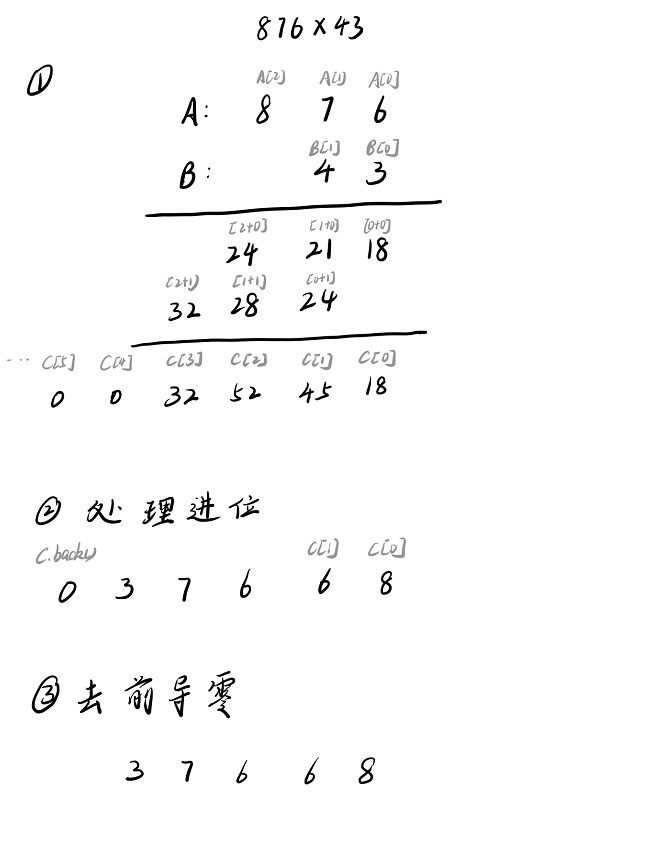 876×43
① A[2] A[1] A[0]
A: 8 7 6
B[1] B[0]
B: 4 3
[2+0] [1+0] [0+0]
24 21 18
[2+1) [1+1] [0+1]
32 28 24
... C[5] C[4] C[3] C[2] C[1] C[0]
0 0 32 52 45 18
② 处理进位
C.back() C[1] C[0]
0 3 7 6 6 8
③ 去前导零
3 7 6 6 8